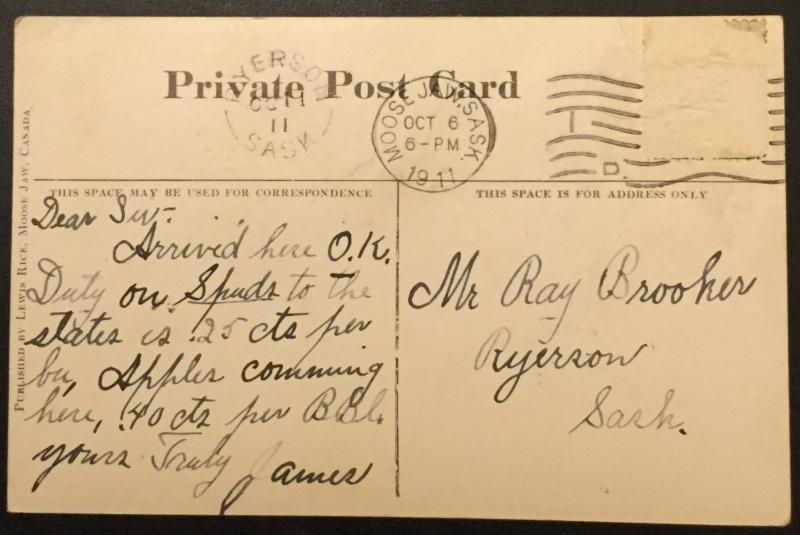 Private Post Card
RYERSON
OC 11
11
SASK
MOOSE JAW, SASK.
OCT 6
6-PM
1911
D.
PUBLISHED BY LEWIS RICE, MOOSE JAW, CANADA.
THIS SPACE MAY BE USED FOR CORRESPONDENCE
THIS SPACE IS FOR ADDRESS ONLY
Dear Sir-
Arrived here O.K.
Duty on Spuds to the
states is .25 cts per
bu, Apples comming
here, .40 cts per BBl.
yours Truly James
Mr Ray Brooker
Ryerson
Sask.